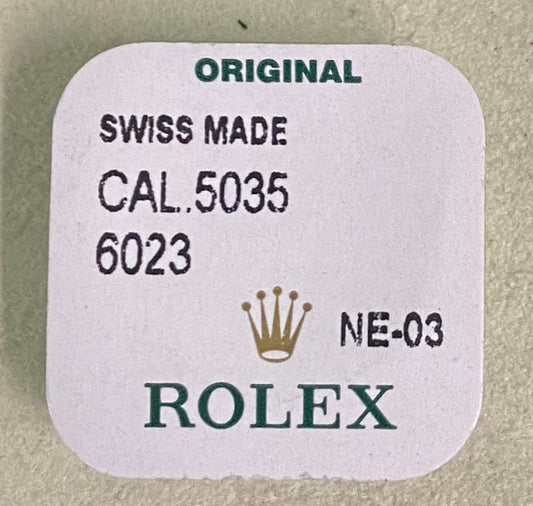 ORIGINAL
SWISS MADE
CAL.5035
6023
NE-03
ROLEX